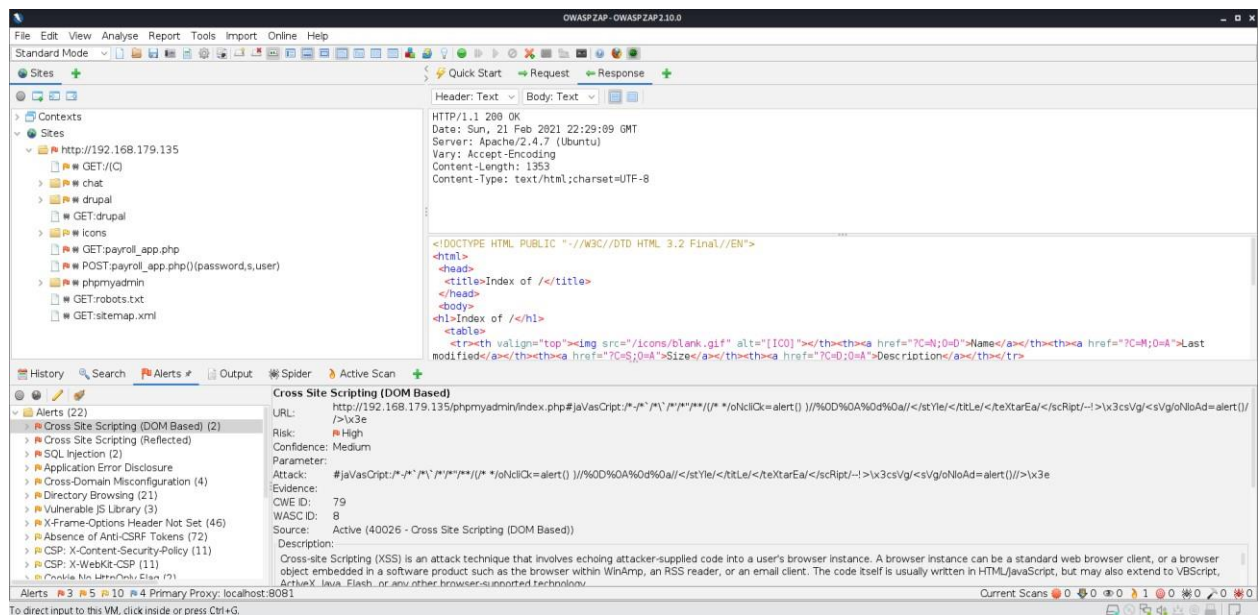 OWASP ZAP - OWASP ZAP 2.10.0
File Edit View Analyse Report Tools Import Online Help
Standard Mode
Sites
Quick Start Request Response
Header: Text Body: Text
Contexts
Sites
http://192.168.179.135
GET:/(C)
chat
drupal
GET:drupal
icons
GET:payroll_app.php
POST:payroll_app.php()(password,s,user)
phpmyadmin
GET:robots.txt
GET:sitemap.xml
HTTP/1.1 200 OK
Date: Sun, 21 Feb 2021 22:29:09 GMT
Server: Apache/2.4.7 (Ubuntu)
Vary: Accept-Encoding
Content-Length: 1353
Content-Type: text/html;charset=UTF-8
<!DOCTYPE HTML PUBLIC "-//W3C//DTD HTML 3.2 Final//EN">
<html>
<head>
<title>Index of /</title>
</head>
<body>
<h1>Index of /</h1>
<table>
<tr><th valign="top"><img src="/icons/blank.gif" alt="[ICO]"></th><th><a href="?C=N;O=D">Name</a></th><th><a href="?C=M;O=A">Last
modified</a></th><th><a href="?C=S;O=A">Size</a></th><th><a href="?C=D;O=A">Description</a></th></tr>
History Search Alerts Output Spider Active Scan
Alerts (22)
Cross Site Scripting (DOM Based) (2)
Cross Site Scripting (Reflected)
SQL Injection (2)
Application Error Disclosure
Cross-Domain Misconfiguration (4)
Directory Browsing (21)
Vulnerable JS Library (3)
X-Frame-Options Header Not Set (46)
Absence of Anti-CSRF Tokens (72)
CSP: X-Content-Security-Policy (11)
CSP: X-WebKit-CSP (11)
Cookie No HttpOnly Flag (2)
Cross Site Scripting (DOM Based)
URL: http://192.168.179.135/phpmyadmin/index.php#jaVasCript:/*-/*`/*\`/*'/*"/**/(/* */oNcliCk=alert() )//%0D%0A%0d%0a//</stYle/</titLe/</teXtarEa/</scRipt/--!>\x3csVg/<sVg/oNloAd=alert()/
/>\x3e
Risk: High
Confidence: Medium
Parameter:
Attack: #jaVasCript:/*-/*`/*\`/*'/*"/**/(/* */oNcliCk=alert() )//%0D%0A%0d%0a//</stYle/</titLe/</teXtarEa/</scRipt/--!>\x3csVg/<sVg/oNloAd=alert()//>\x3e
Evidence:
CWE ID: 79
WASC ID: 8
Source: Active (40026 - Cross Site Scripting (DOM Based))
Description:
Cross-site Scripting (XSS) is an attack technique that involves echoing attacker-supplied code into a user's browser instance. A browser instance can be a standard web browser client, or a browser
object embedded in a software product such as the browser within WinAmp, an RSS reader, or an email client. The code itself is usually written in HTML/JavaScript, but may also extend to VBScript,
ActiveX, Java, Flash, or any other browser-supported technology.
Alerts 3 5 10 4 Primary Proxy: localhost:8081
Current Scans 0 0 0 1 0 0 0 0
To direct input to this VM, click inside or press Ctrl+G.